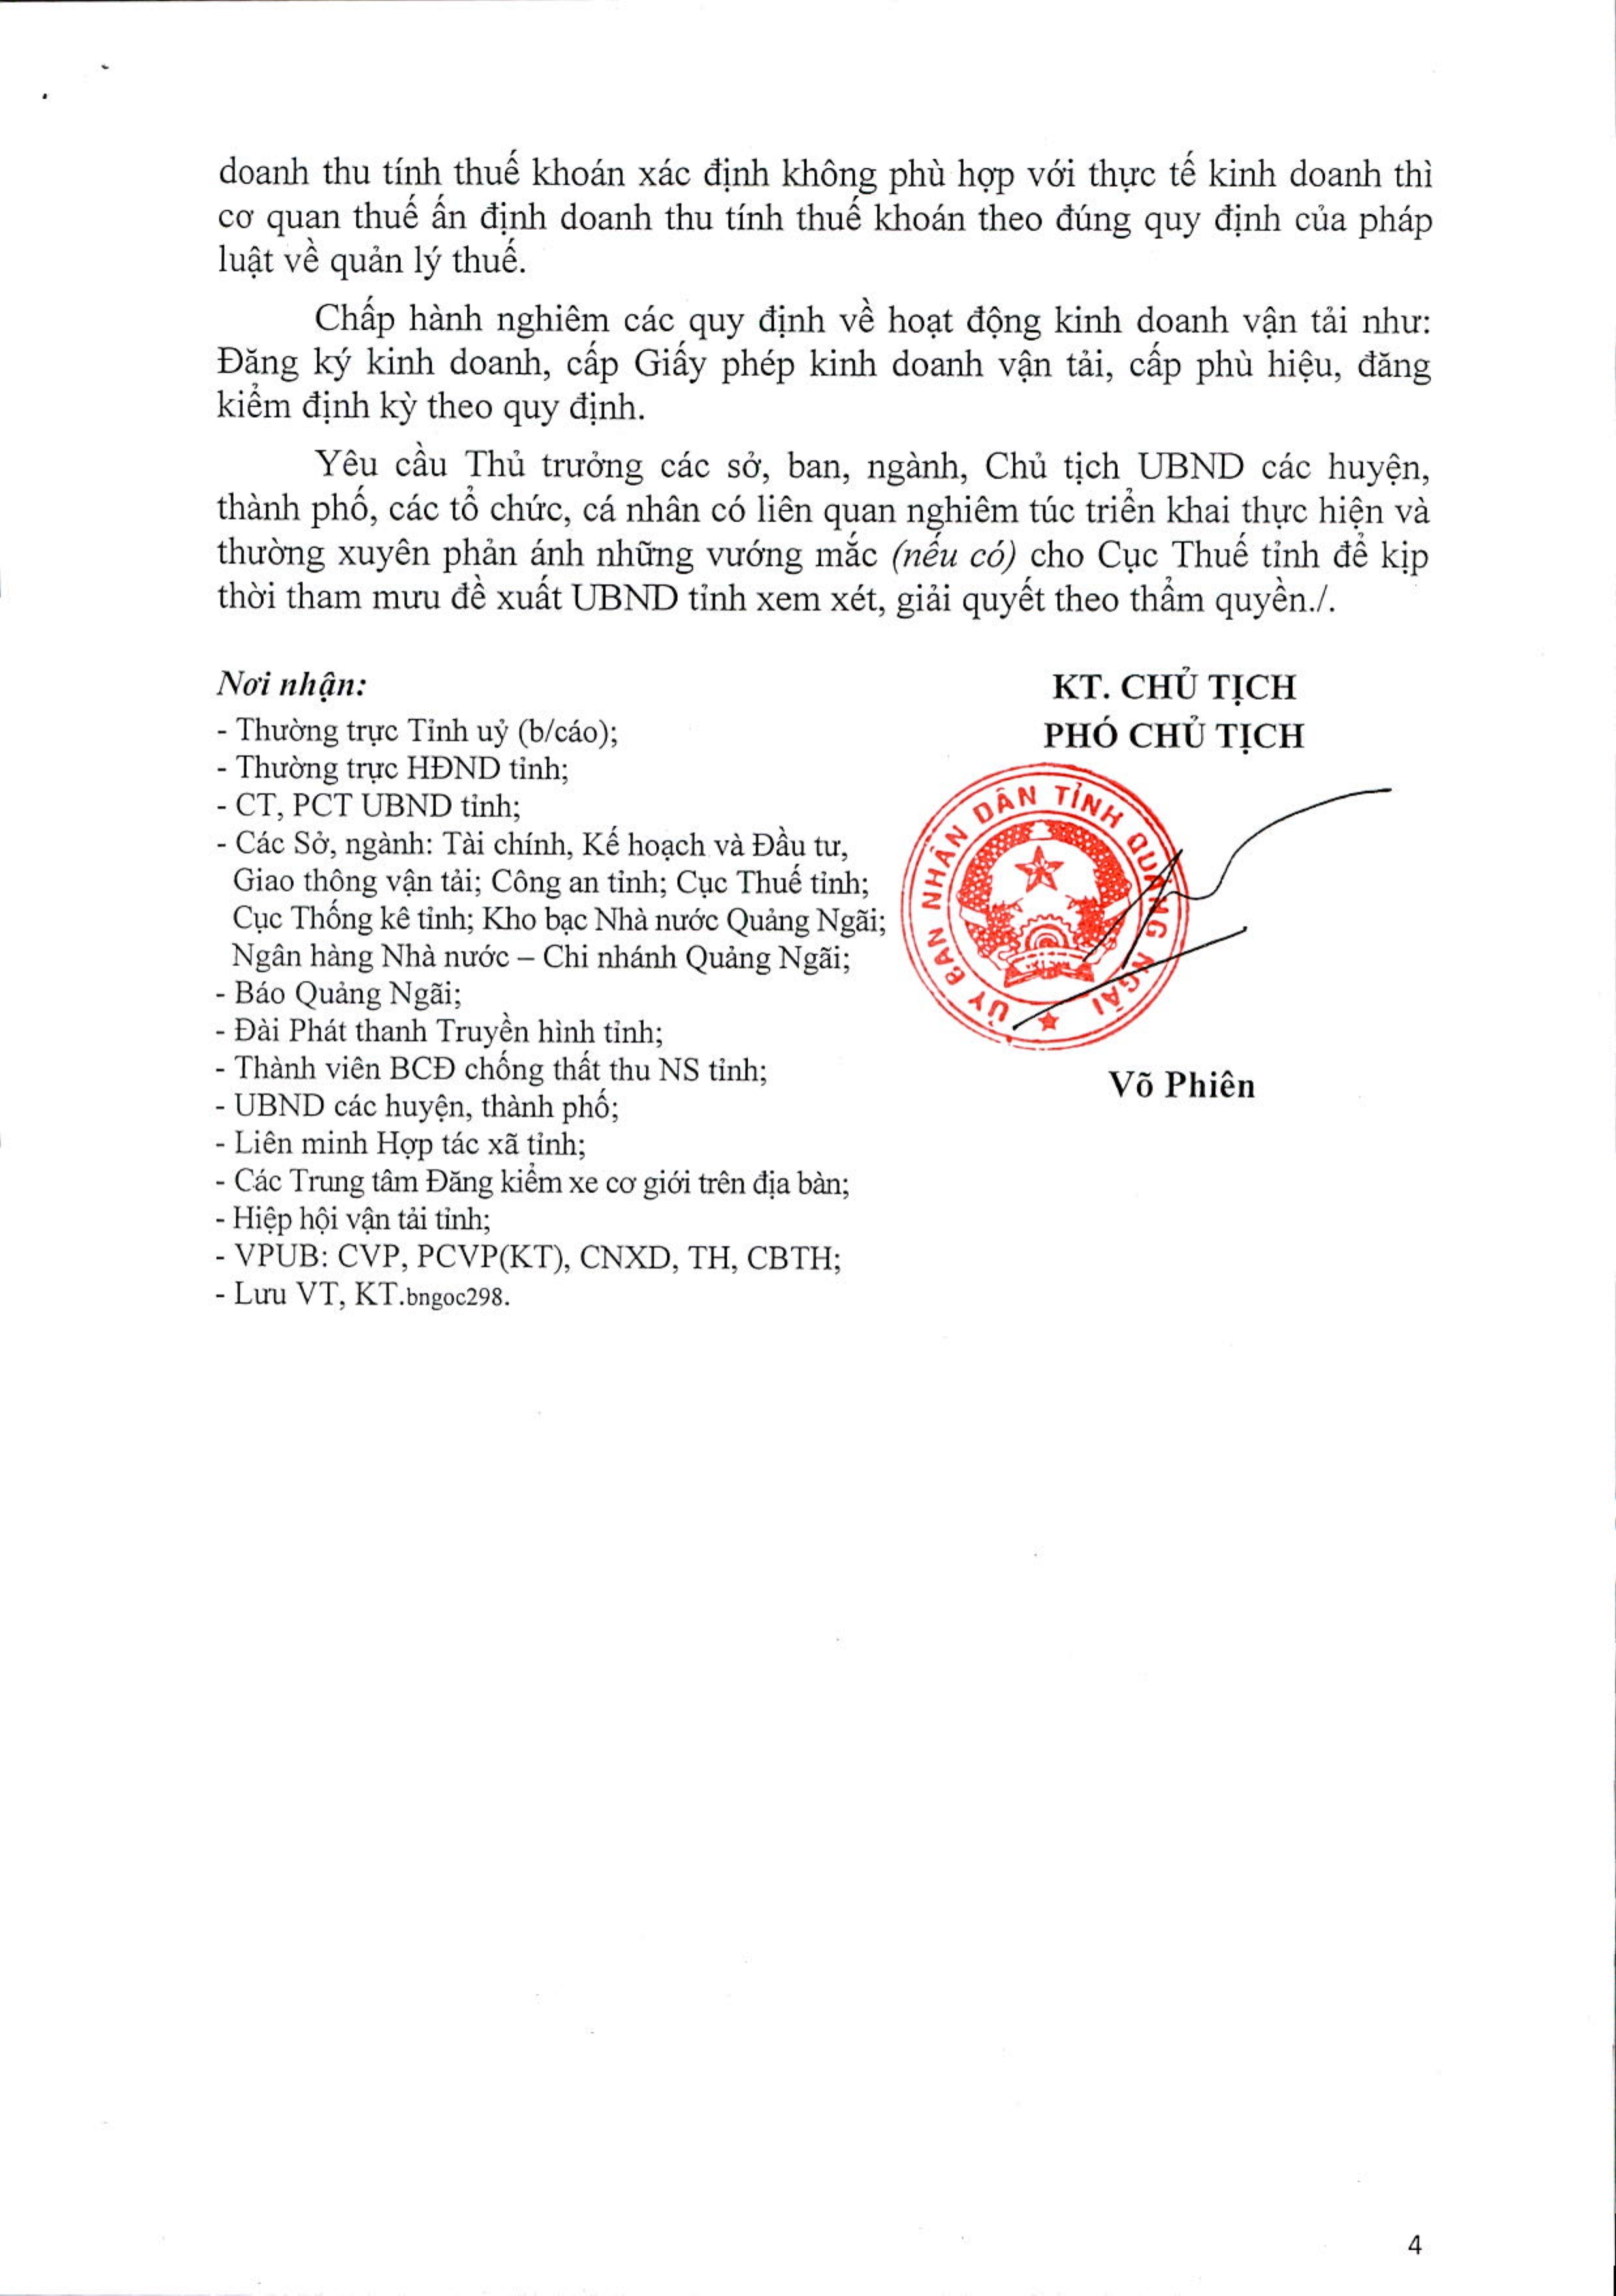 doanh thu tính thuế khoán xác định không phù hợp với thực tế kinh doanh thì
cơ quan thuế ấn định doanh thu tính thuế khoán theo đúng quy định của pháp
luật về quản lý thuế.
Chấp hành nghiêm các quy định về hoạt động kinh doanh vận tải như:
Đăng ký kinh doanh, cấp Giấy phép kinh doanh vận tải, cấp phù hiệu, đăng
kiểm định kỳ theo quy định.
Yêu cầu Thủ trưởng các sở, ban, ngành, Chủ tịch UBND các huyện,
thành phố, các tổ chức, cá nhân có liên quan nghiêm túc triển khai thực hiện và
thường xuyên phản ánh những vướng mắc (nếu có) cho Cục Thuế tỉnh để kịp
thời tham mưu đề xuất UBND tỉnh xem xét, giải quyết theo thẩm quyền./.
Nơi nhận:
- Thường trực Tỉnh uỷ (b/cáo);
- Thường trực HĐND tỉnh;
- CT, PCT UBND tỉnh;
- Các Sở, ngành: Tài chính, Kế hoạch và Đầu tư,
Giao thông vận tải; Công an tỉnh; Cục Thuế tỉnh;
Cục Thống kê tỉnh; Kho bạc Nhà nước Quảng Ngãi;
Ngân hàng Nhà nước – Chi nhánh Quảng Ngãi;
- Báo Quảng Ngãi;
- Đài Phát thanh Truyền hình tỉnh;
- Thành viên BCĐ chống thất thu NS tỉnh;
- UBND các huyện, thành phố;
- Liên minh Hợp tác xã tỉnh;
- Các Trung tâm Đăng kiểm xe cơ giới trên địa bàn;
- Hiệp hội vận tải tỉnh;
- VPUB: CVP, PCVP(KT), CNXD, TH, CBTH;
- Lưu VT, KT.bngoc298.
KT. CHỦ TỊCH
PHÓ CHỦ TỊCH
ỦY BAN NHÂN DÂN TỈNH QUẢNG NGÃI
Võ Phiên
4